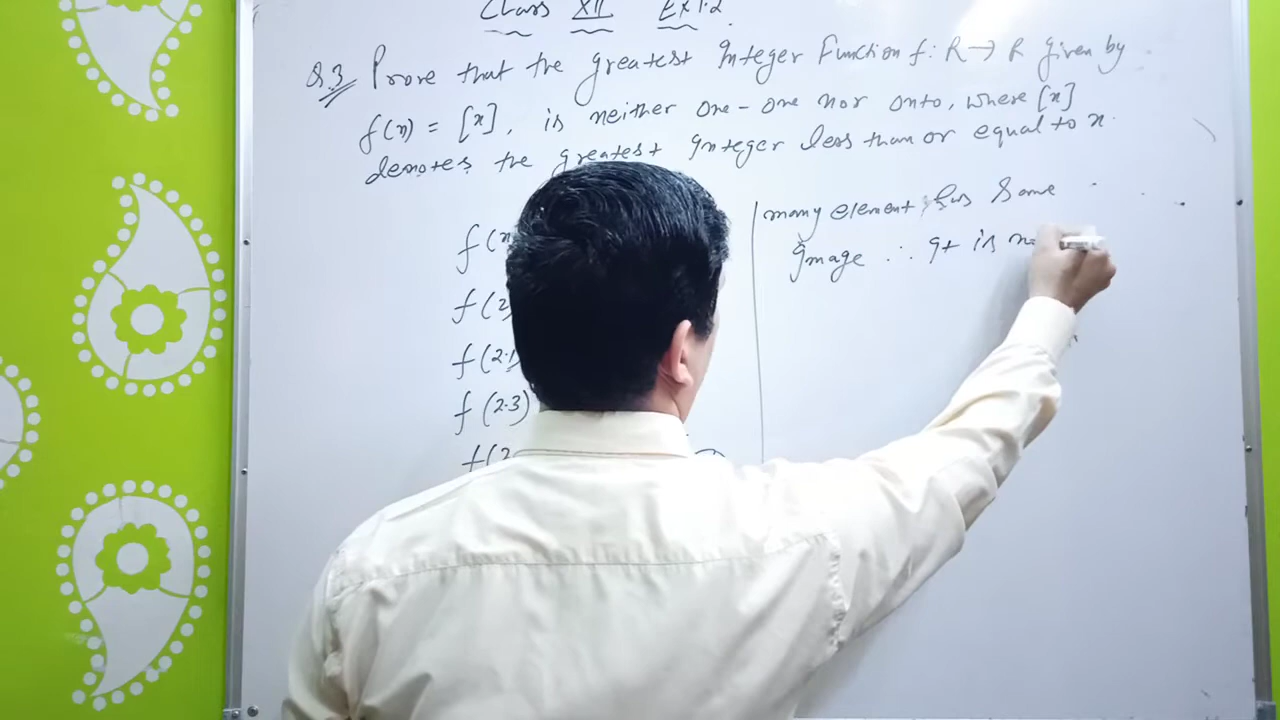 Class XII Ex 1.2
Q.3 Prove that the greatest Integer Function f: R → R Given by
f(x) = [x], is neither one-one nor onto, where [x]
denotes the greatest Integer less than or equal to x.
many element has Same
f(x
Image ∴ It is
f(2
f(2.1
f(2.3)
f(2